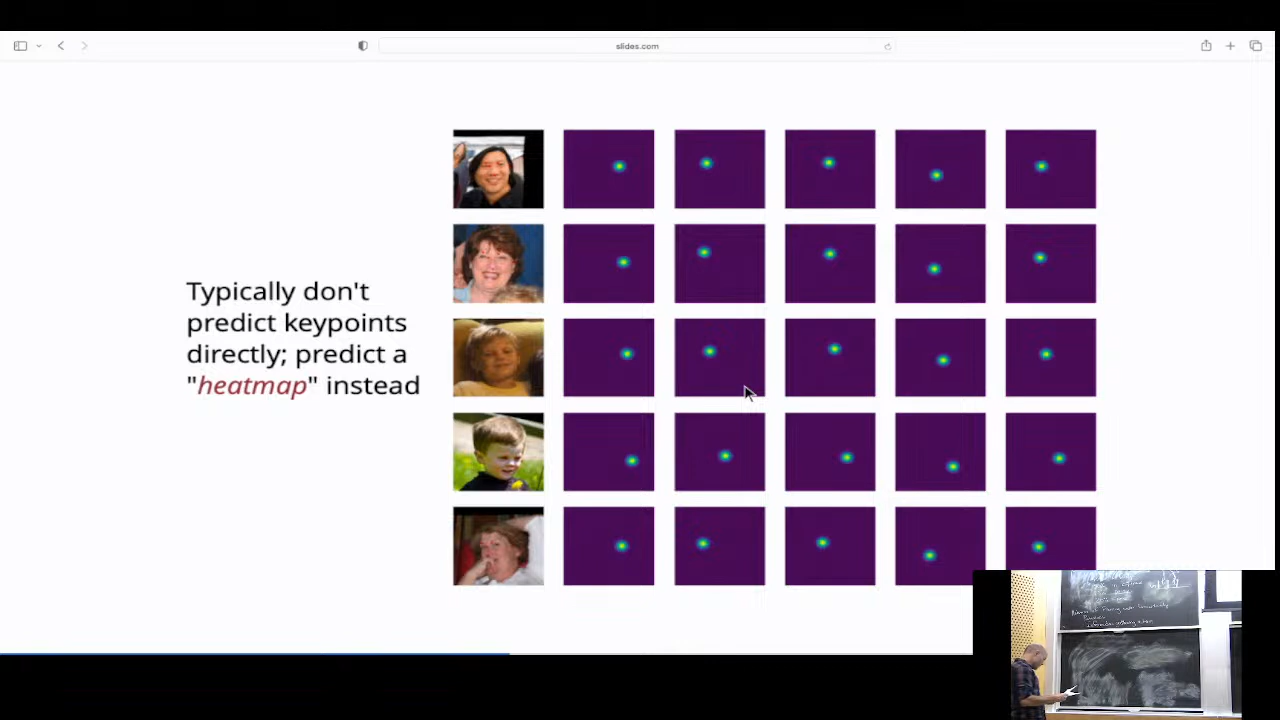 slides.com
Typically don't
predict keypoints
directly; predict a
"heatmap" instead